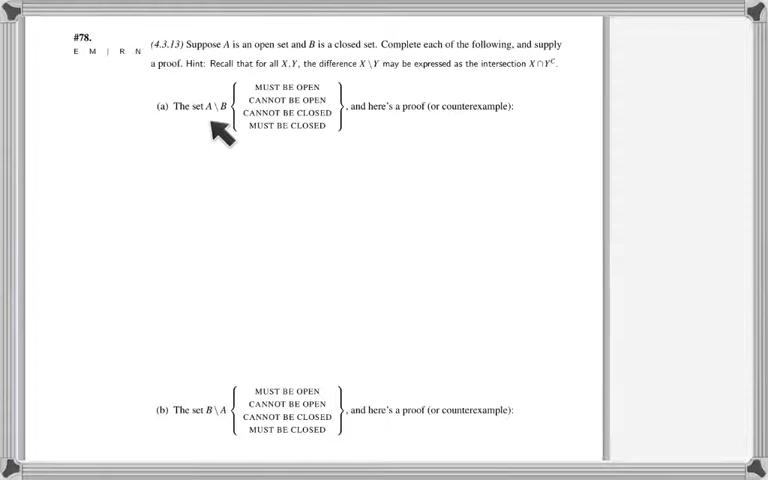 #78.
E M | R N
(4.3.13) Suppose A is an open set and B is a closed set. Complete each of the following, and supply
a proof. Hint: Recall that for all X,Y, the difference X \ Y may be expressed as the intersection X ∩ Y^C.
MUST BE OPEN
CANNOT BE OPEN
(a) The set A \ B { CANNOT BE CLOSED } , and here's a proof (or counterexample):
MUST BE CLOSED
MUST BE OPEN
CANNOT BE OPEN
(b) The set B \ A { CANNOT BE CLOSED } , and here's a proof (or counterexample):
MUST BE CLOSED